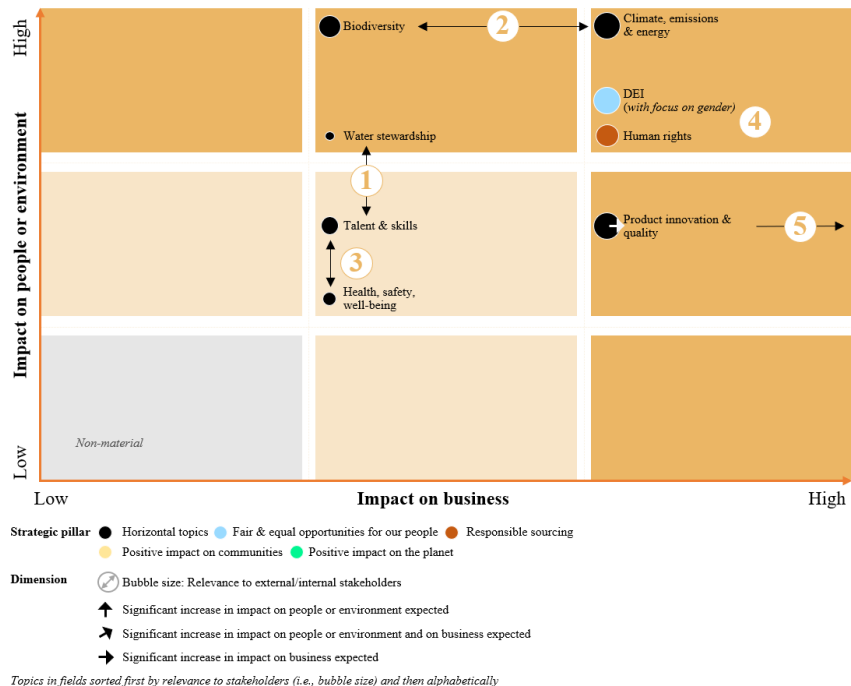 High
Impact on people or environment
Low
Biodiversity
2
Climate, emissions
& energy
DEI
(with focus on gender)
4
Water stewardship
Human rights
1
Talent & skills
Product innovation &
quality
5
3
Health, safety,
well-being
Non-material
Low
Impact on business
High
Strategic pillar
Horizontal topics
Fair & equal opportunities for our people
Responsible sourcing
Positive impact on communities
Positive impact on the planet
Dimension
Bubble size: Relevance to external/internal stakeholders
Significant increase in impact on people or environment expected
Significant increase in impact on people or environment and on business expected
Significant increase in impact on business expected
Topics in fields sorted first by relevance to stakeholders (i.e., bubble size) and then alphabetically